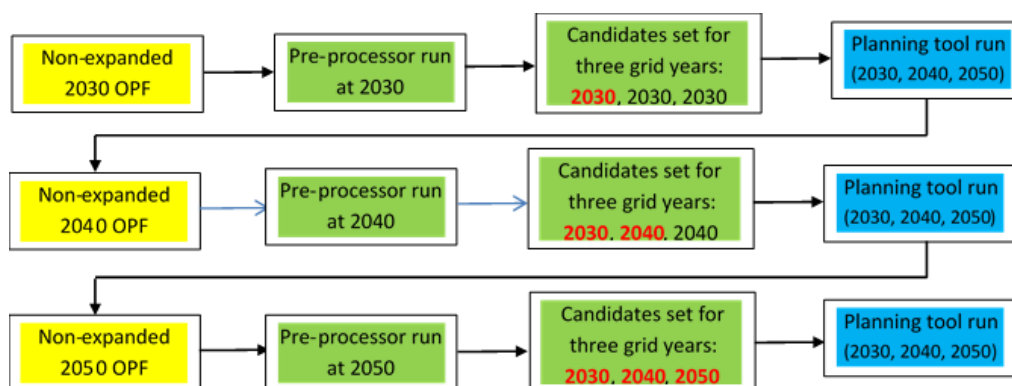 Non-expanded
2030 OPF
Pre-processor run
at 2030
Candidates set for
three grid years:
2030, 2030, 2030
Planning tool run
(2030, 2040, 2050)
Non-expanded
2040 OPF
Pre-processor run
at 2040
Candidates set for
three grid years:
2030, 2040, 2040
Planning tool run
(2030, 2040, 2050)
Non-expanded
2050 OPF
Pre-processor run
at 2050
Candidates set for
three grid years:
2030, 2040, 2050
Planning tool run
(2030, 2040, 2050)